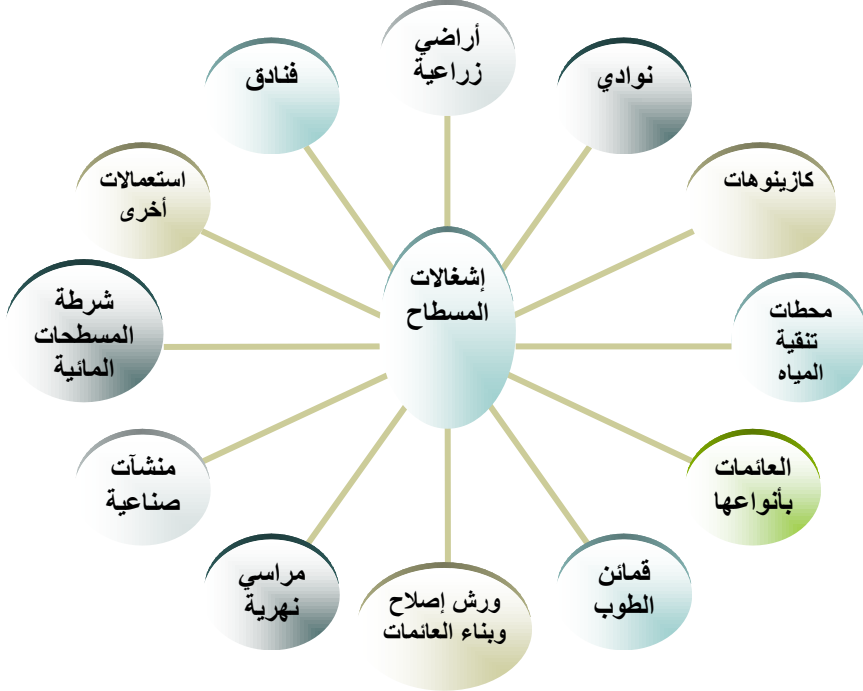 أراضي
زراعية
نوادي
كازينوهات
محطات
تنقية
المياه
العائمات
بأنواعها
قمائن
الطوب
ورش إصلاح
وبناء العائمات
مراسي
نهرية
منشآت
صناعية
شرطة
المسطحات
المائية
استعمالات
أخرى
فنادق
إشغالات
المسطاح